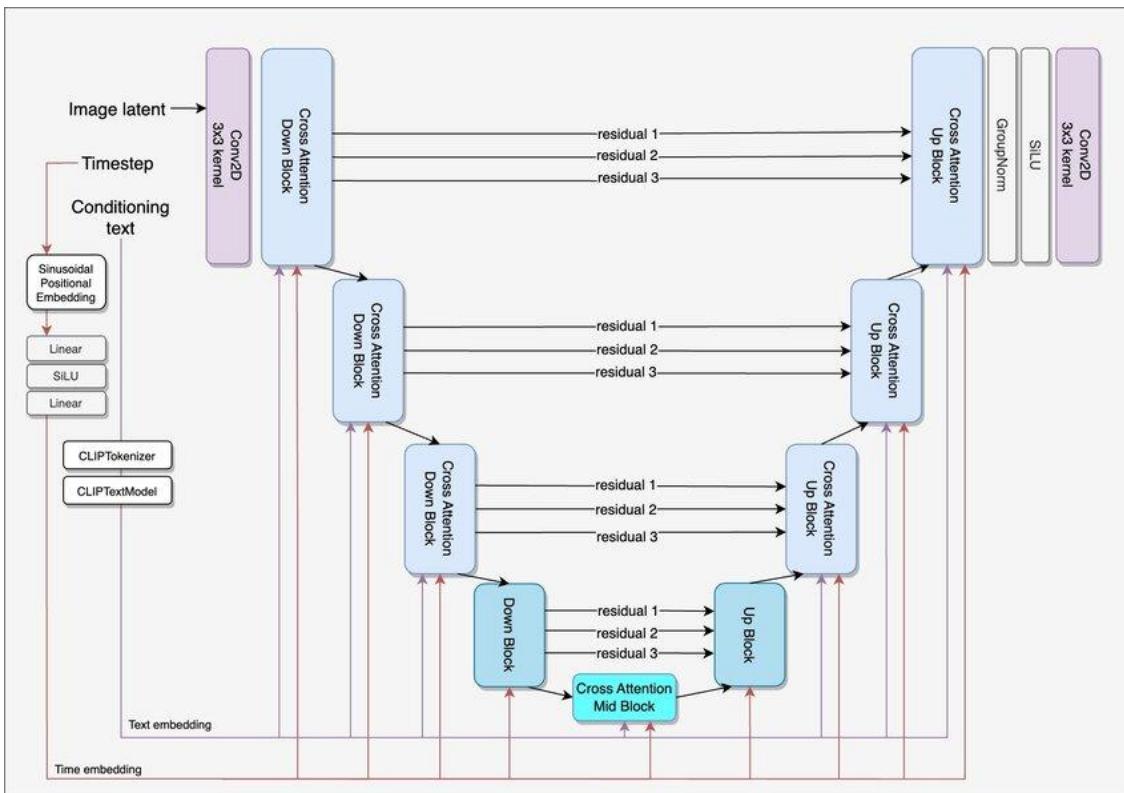 Image latent
Timestep
Conditioning
text
Sinusoidal
Positional
Embedding
Linear
SiLU
Linear
CLIPTokenizer
CLIPTextModel
Conv2D
3x3 kernel
Cross Attention
Down Block
residual 1
residual 2
residual 3
Cross Attention
Up Block
GroupNorm
SiLU
Conv2D
3x3 kernel
Cross Attention
Down Block
residual 1
residual 2
residual 3
Cross Attention
Up Block
Cross Attention
Down Block
residual 1
residual 2
residual 3
Cross Attention
Up Block
Down Block
residual 1
residual 2
residual 3
Up Block
Cross Attention
Mid Block
Text embedding
Time embedding